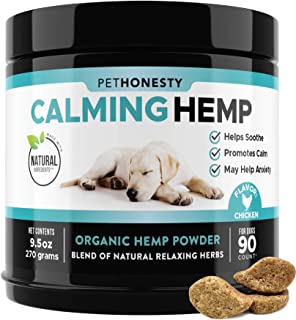 PETHONESTY
CALMING HEMP
Helps Soothe
Promotes Calm
May Help Anxiety
NATURAL
INGREDIENTS
FLAVOR
CHICKEN
NET CONTENTS
9.5oz
270 grams
ORGANIC HEMP POWDER
BLEND OF NATURAL RELAXING HERBS
FOR DOGS
90
COUNT